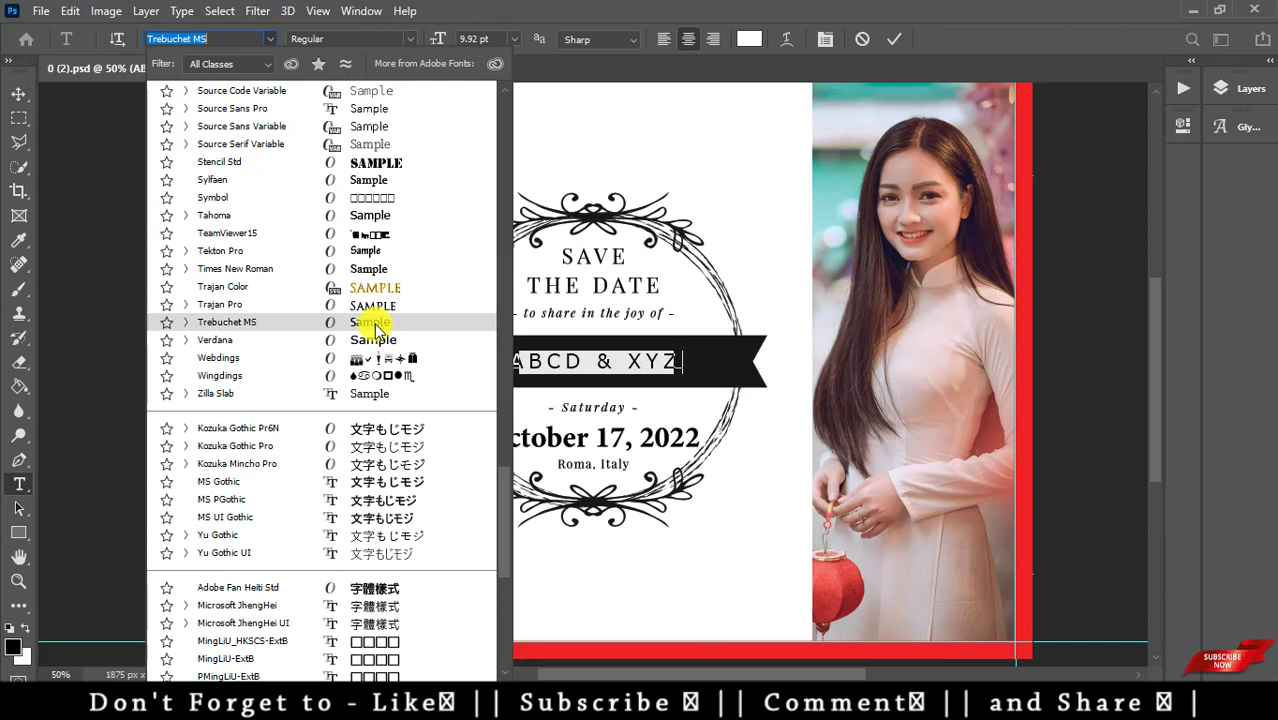 Ps File Edit Image Layer Type Select Filter 3D View Window Help
T Trebuchet MS Regular 9.92 pt Sharp
0 (2).psd @ 50% (AB
Filter: All Classes More from Adobe Fonts:
Source Code Variable Sample
Source Sans Pro Sample
Source Sans Variable Sample
Source Serif Variable Sample
Stencil Std SAMPLE
Sylfaen Sample
Symbol
Tahoma Sample
TeamViewer15
Tekton Pro Sample
Times New Roman Sample
Trajan Color SAMPLE
Trajan Pro SAMPLE
Trebuchet MS Sample
Verdana Sample
Webdings
Wingdings
Zilla Slab Sample
Kozuka Gothic Pr6N 文字もじモジ
Kozuka Gothic Pro 文字もじモジ
Kozuka Mincho Pro 文字もじモジ
MS Gothic 文字もじモジ
MS PGothic 文字もじモジ
MS UI Gothic 文字もじモジ
Yu Gothic 文字もじモジ
Yu Gothic UI 文字もじモジ
Adobe Fan Heiti Std 字體樣式
Microsoft JhengHei 字體樣式
Microsoft JhengHei UI 字體樣式
MingLiU_HKSCS-ExtB
MingLiU-ExtB
PMingLiU-ExtB
SAVE
THE DATE
- to share in the joy of -
ABCD & XYZ
- Saturday -
ctober 17, 2022
Roma, Italy
Layers
Gly...
50% 1875 px x
SUBSCRIBE
NOW
Don't Forget to - Like || Subscribe || Comment || and Share |